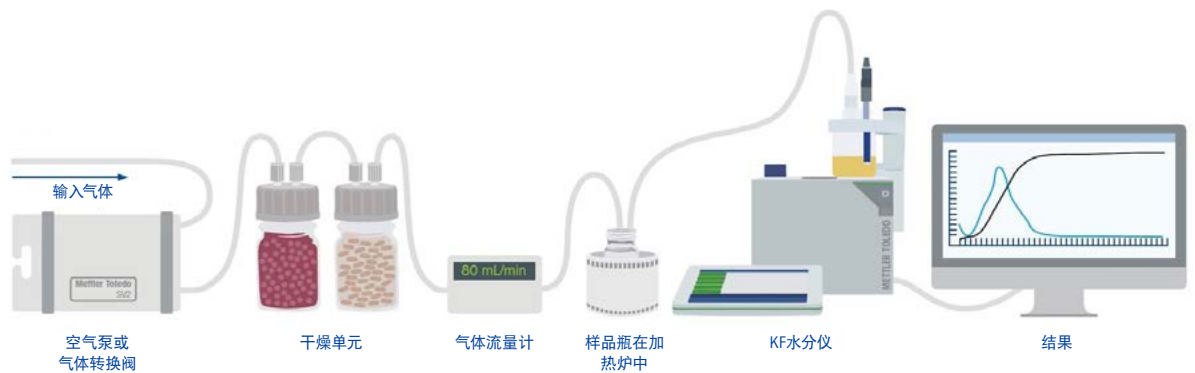 输入气体
Mettler Toledo
SV2
80 mL/min
METTLER TOLEDO
空气泵或
气体转换阀
干燥单元
气体流量计
样品瓶在加
热炉中
KF水分仪
结果